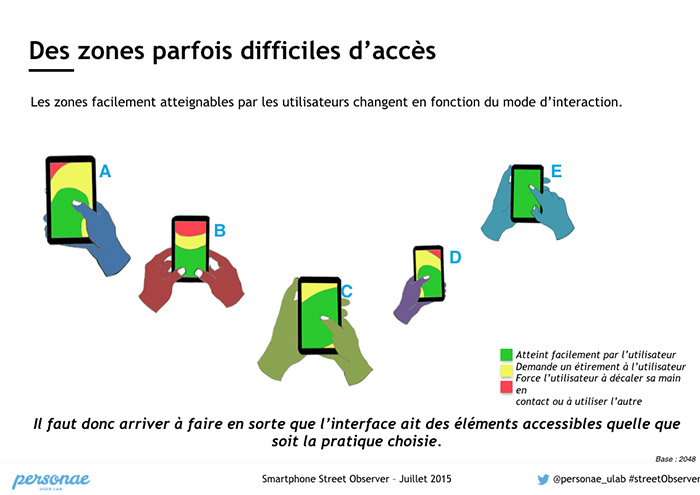 Des zones parfois difficiles d’accès
Les zones facilement atteignables par les utilisateurs changent en fonction du mode d’interaction.
A
B
C
D
E
Atteint facilement par l’utilisateur
Demande un étirement à l’utilisateur
Force l’utilisateur à décaler sa main
en
contact ou à utiliser l’autre
Il faut donc arriver à faire en sorte que l’interface ait des éléments accessibles quelle que
soit la pratique choisie.
Base : 2048
personae
USER LAB
Smartphone Street Observer – Juillet 2015
@personae_ulab #streetObserver